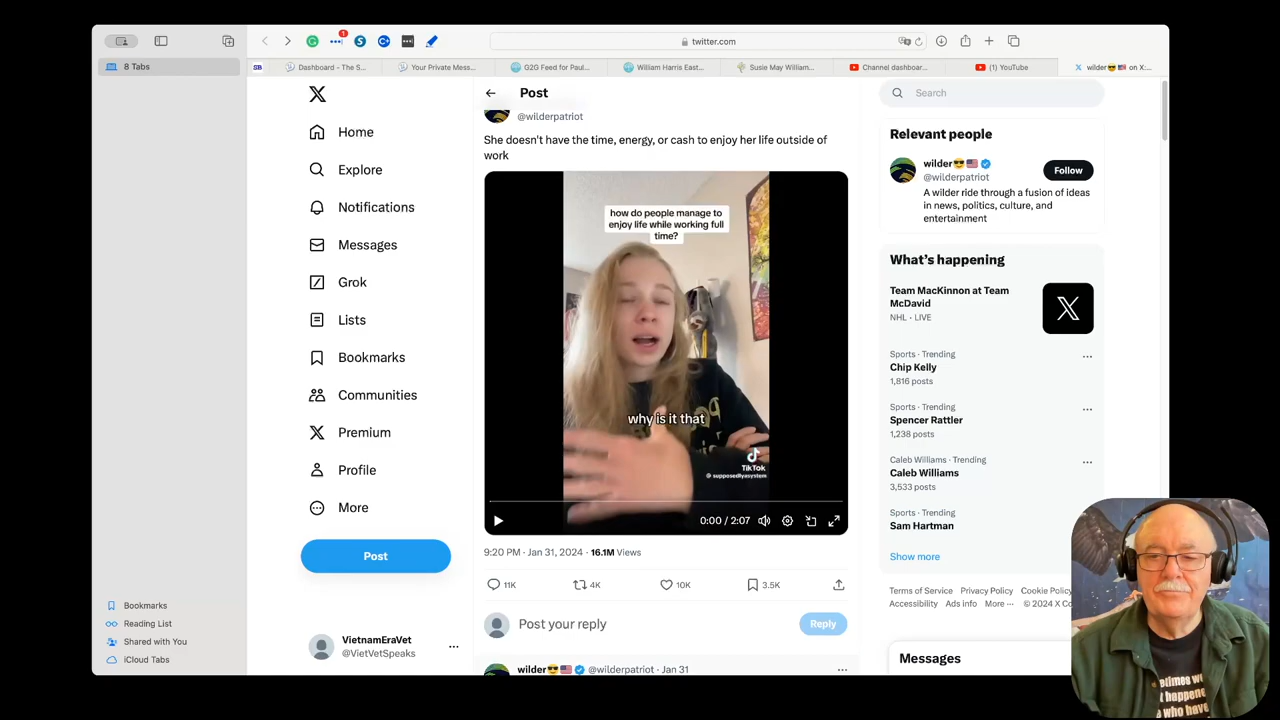 8 Tabs
twitter.com
1
SB
Dashboard - The S...
Your Private Mess...
G2G Feed for Paul...
William Harris East...
Susie May William...
Channel dashboar...
(1) YouTube
wilder😎🇺🇸 on X:...
Home
Explore
Notifications
Messages
Grok
Lists
Bookmarks
Communities
Premium
Profile
More
Post
VietnamEraVet
@VietVetSpeaks
...
Bookmarks
Reading List
Shared with You
iCloud Tabs
Post
@wilderpatriot
She doesn't have the time, energy, or cash to enjoy her life outside of
work
how do people manage to
enjoy life while working full
time?
why is it that
TikTok
@ supposedlyasystem
0:00 / 2:07
9:20 PM · Jan 31, 2024 · 16.1M Views
11K
4K
10K
3.5K
Post your reply
Reply
wilder😎🇺🇸 @wilderpatriot · Jan 31
...
Search
Relevant people
wilder😎🇺🇸
@wilderpatriot
Follow
A wilder ride through a fusion of ideas
in news, politics, culture, and
entertainment
What's happening
Team MacKinnon at Team
McDavid
NHL · LIVE
Sports · Trending
Chip Kelly
1,816 posts
Sports · Trending
Spencer Rattler
1,238 posts
Caleb Williams · Trending
Caleb Williams
3,533 posts
Sports · Trending
Sam Hartman
Show more
Terms of Service Privacy Policy Cookie Policy
Accessibility Ads info More ··· © 2024 X Co
Messages